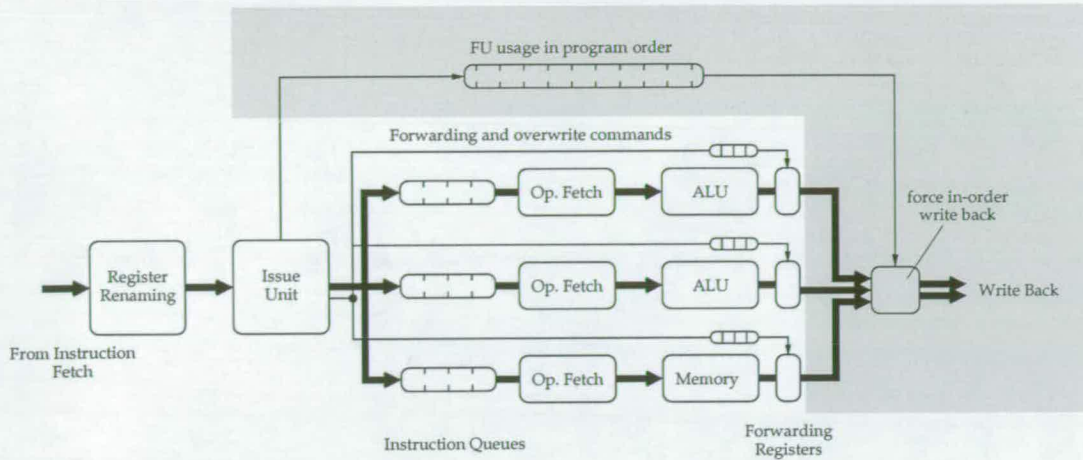 FU usage in program order
Forwarding and overwrite commands
Op. Fetch
ALU
force in-order
write back
Register
Renaming
Issue
Unit
Op. Fetch
ALU
Write Back
From Instruction
Fetch
Op. Fetch
Memory
Instruction Queues
Forwarding
Registers